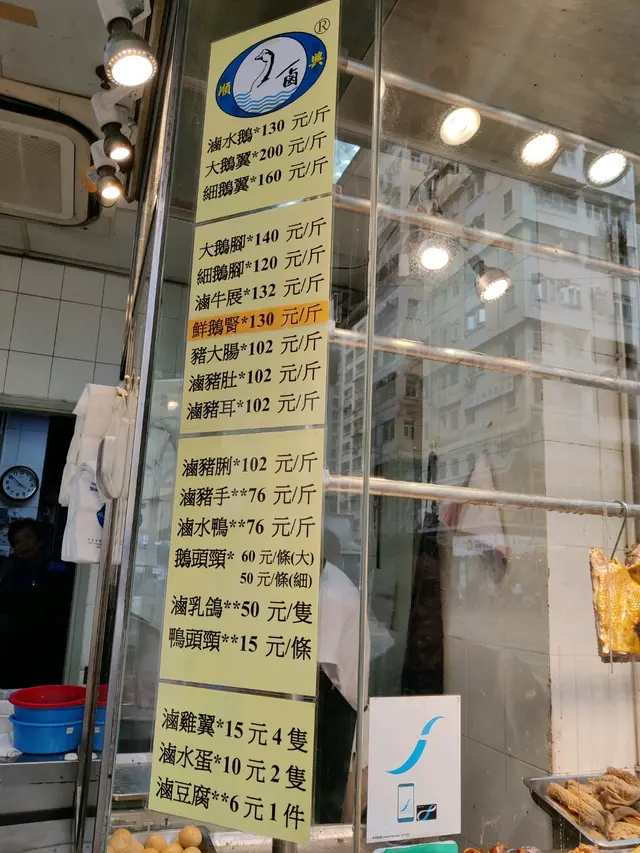 ®
順 鹵 興
滷水鵝*130 元/斤
大鵝翼*200 元/斤
細鵝翼*160 元/斤
大鵝腳*140 元/斤
細鵝腳*120 元/斤
滷牛展*132 元/斤
鮮鵝腎*130 元/斤
豬大腸*102 元/斤
滷豬肚*102 元/斤
滷豬耳*102 元/斤
滷豬脷*102 元/斤
滷豬手**76 元/斤
滷水鴨**76 元/斤
鵝頭頸* 60 元/條(大)
50 元/條(細)
滷乳鴿**50 元/隻
鴨頭頸**15 元/條
滷雞翼*15元4隻
滷水蛋*10元2隻
滷豆腐**6元1件